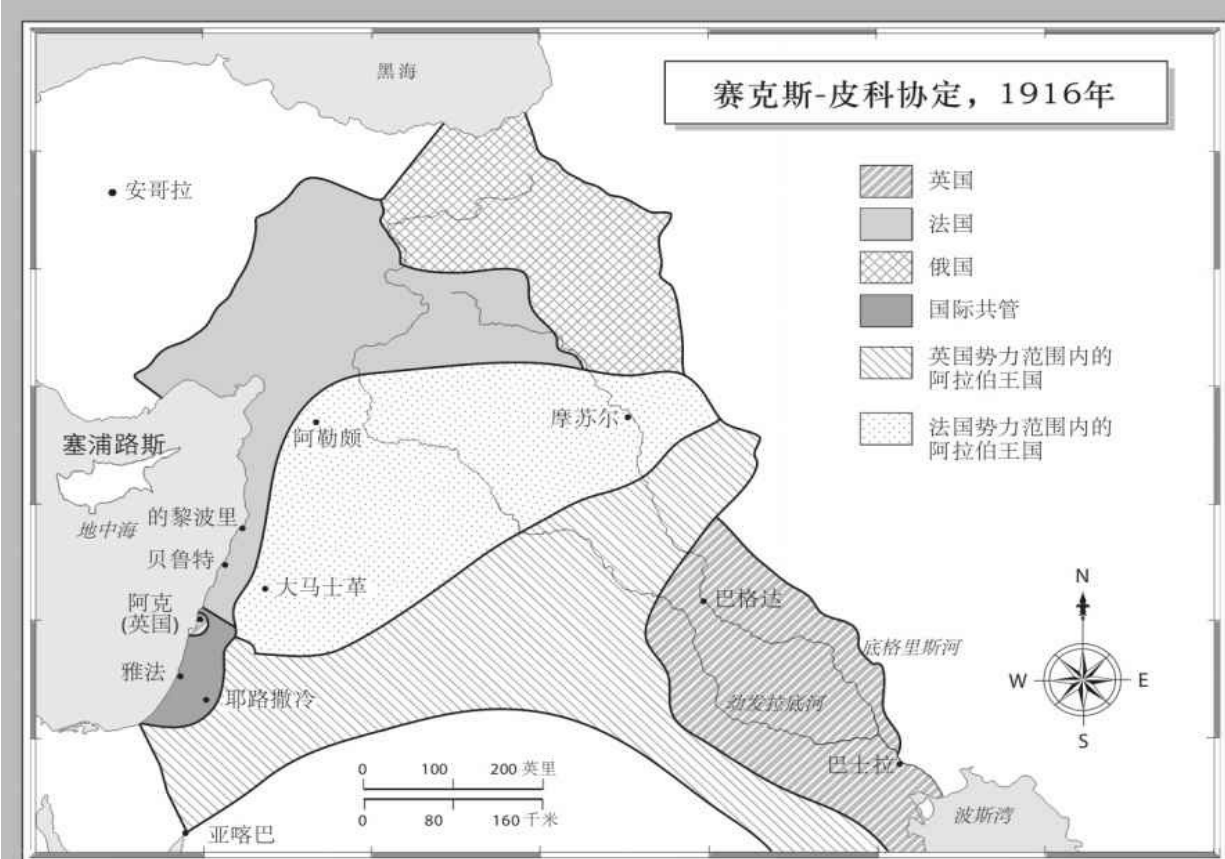 黑海
赛克斯-皮科协定，1916年
安哥拉
英国
法国
俄国
国际共管
英国势力范围内的
阿拉伯王国
法国势力范围内的
阿拉伯王国
阿勒颇
摩苏尔
塞浦路斯
地中海
的黎波里
贝鲁特
大马士革
阿克
(英国)
雅法
耶路撒冷
巴格达
底格里斯河
幼发拉底河
巴士拉
波斯湾
亚喀巴
N
W
E
S
0 100 200 英里
0 80 160 千米